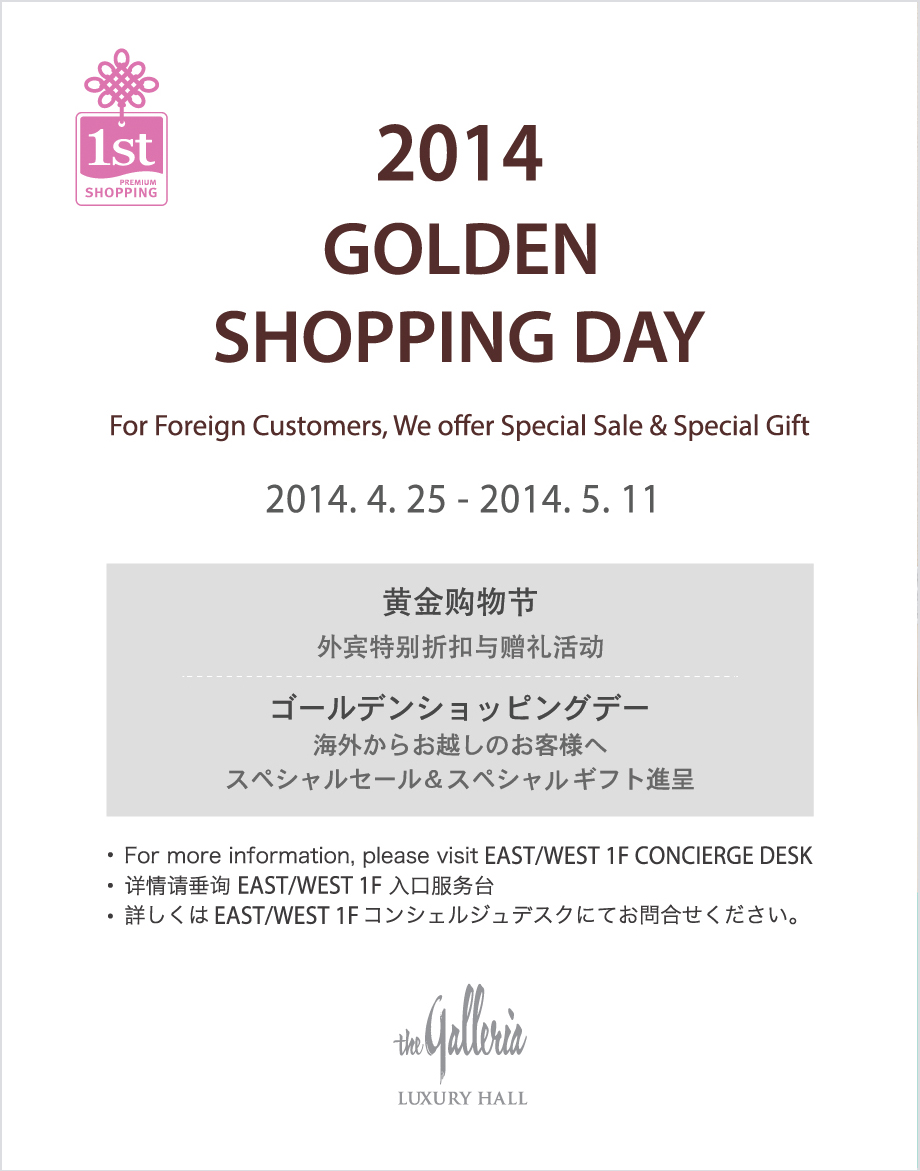 1st
PREMIUM
SHOPPING
2014
GOLDEN
SHOPPING DAY
For Foreign Customers, We offer Special Sale & Special Gift
2014. 4. 25 - 2014. 5. 11
黄金购物节
外宾特别折扣与赠礼活动
ゴールデンショッピングデー
海外からお越しのお客様へ
スペシャルセール＆スペシャルギフト進呈
• For more information, please visit EAST/WEST 1F CONCIERGE DESK
• 详情请垂询 EAST/WEST 1F 入口服务台
• 詳しくは EAST/WEST 1F コンシェルジュデスクにてお問合せください。
the Galleria
LUXURY HALL